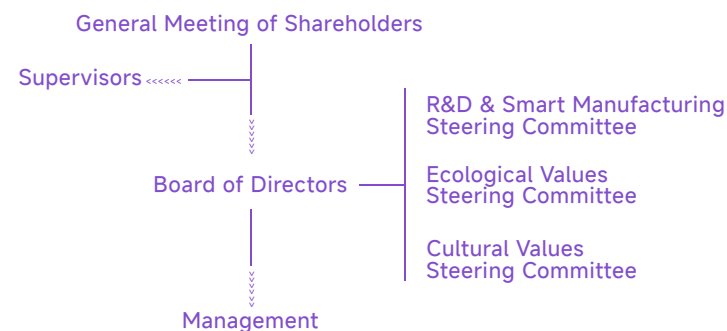 General Meeting of Shareholders
Supervisors
R&D & Smart Manufacturing
Steering Committee
Board of Directors
Ecological Values
Steering Committee
Cultural Values
Steering Committee
Management